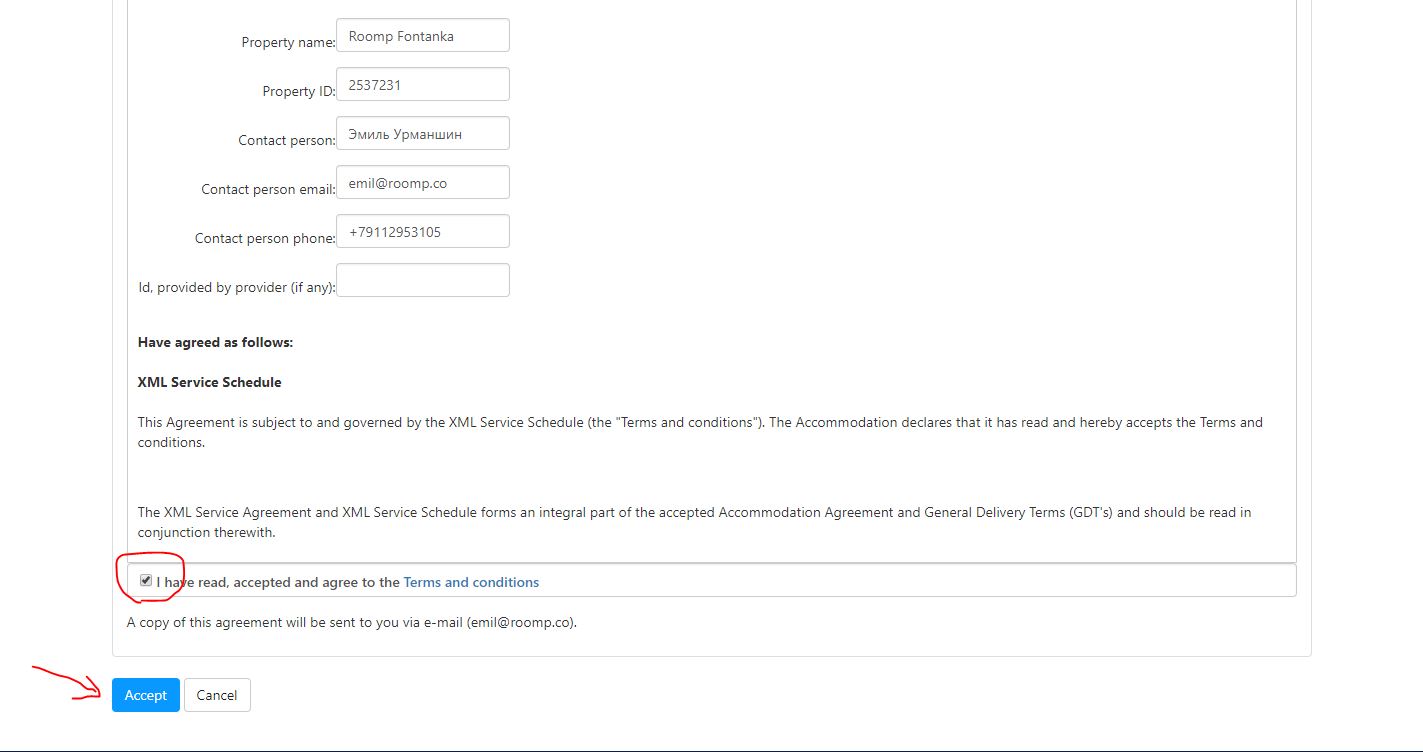 Property name: Roomp Fontanka
Property ID: 2537231
Contact person: Эмиль Урманшин
Contact person email: emil@roomp.co
Contact person phone: +79112953105
Id, provided by provider (if any):
Have agreed as follows:
XML Service Schedule
This Agreement is subject to and governed by the XML Service Schedule (the "Terms and conditions"). The Accommodation declares that it has read and hereby accepts the Terms and
conditions.
The XML Service Agreement and XML Service Schedule forms an integral part of the accepted Accommodation Agreement and General Delivery Terms (GDT's) and should be read in
conjunction therewith.
I have read, accepted and agree to the Terms and conditions
A copy of this agreement will be sent to you via e-mail (emil@roomp.co).
Accept Cancel